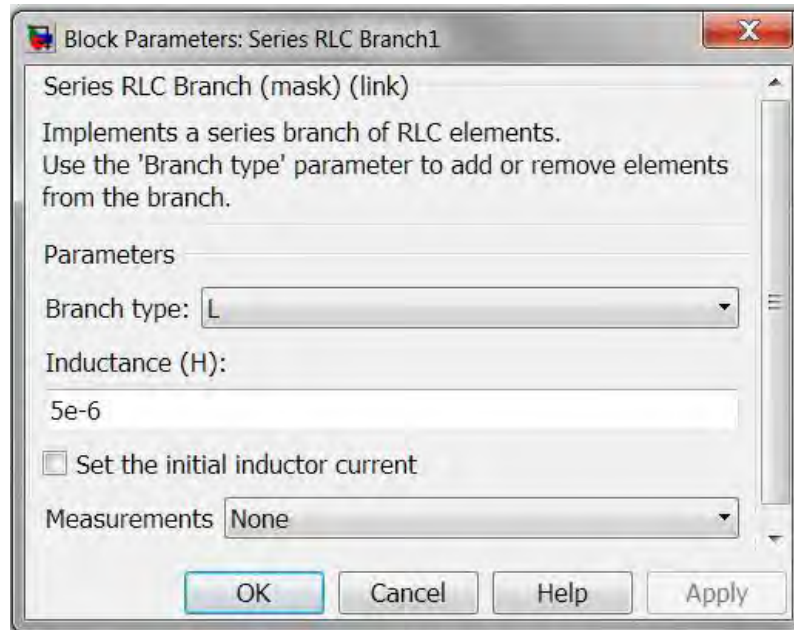 Block Parameters: Series RLC Branch1
X
Series RLC Branch (mask) (link)
Implements a series branch of RLC elements.
Use the 'Branch type' parameter to add or remove elements
from the branch.
Parameters
Branch type: L
Inductance (H):
5e-6
Set the initial inductor current
Measurements None
OK Cancel Help Apply